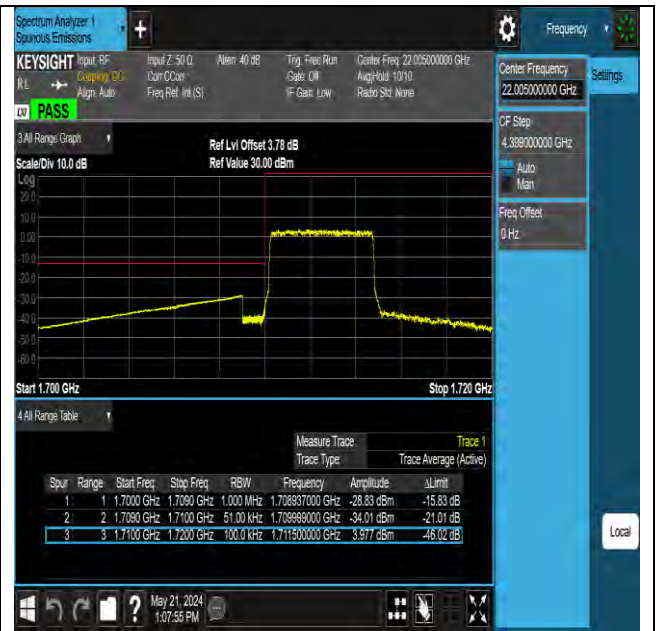 Spectrum Analyzer 1
Spurious Emissions
Frequency
KEYSIGHT Input: RF Input Z: 50 Ω Atten: 40 dB Trig: Free Run Center Freq: 22.005000000 GHz
RL Coupling: DC Corr CCorr Gate: Off Avg|Hold: 10/10
Align: Auto Freq Ref: Int (S) IF Gain: Low Radio Std: None
LXI PASS
Center Frequency
22.005000000 GHz
Settings
CF Step
4.399000000 GHz
Auto
Man
Freq Offset
0 Hz
3 All Range Graph
Ref Lvl Offset 3.78 dB
Scale/Div 10.0 dB Ref Value 30.00 dBm
Log
20.0
10.0
0.00
-10.0
-20.0
-30.0
-40.0
-50.0
-60.0
Start 1.700 GHz Stop 1.720 GHz
4 All Range Table
Measure Trace Trace 1
Trace Type Trace Average (Active)
Spur Range Start Freq Stop Freq RBW Frequency Amplitude ΔLimit
1 1 1.7000 GHz 1.7090 GHz 1.000 MHz 1.708937000 GHz -28.83 dBm -15.83 dB
2 2 1.7090 GHz 1.7100 GHz 51.00 kHz 1.709999000 GHz -34.01 dBm -21.01 dB
3 3 1.7100 GHz 1.7200 GHz 100.0 kHz 1.711500000 GHz 3.977 dBm -46.02 dB
Local
? May 21, 2024
1:07:55 PM